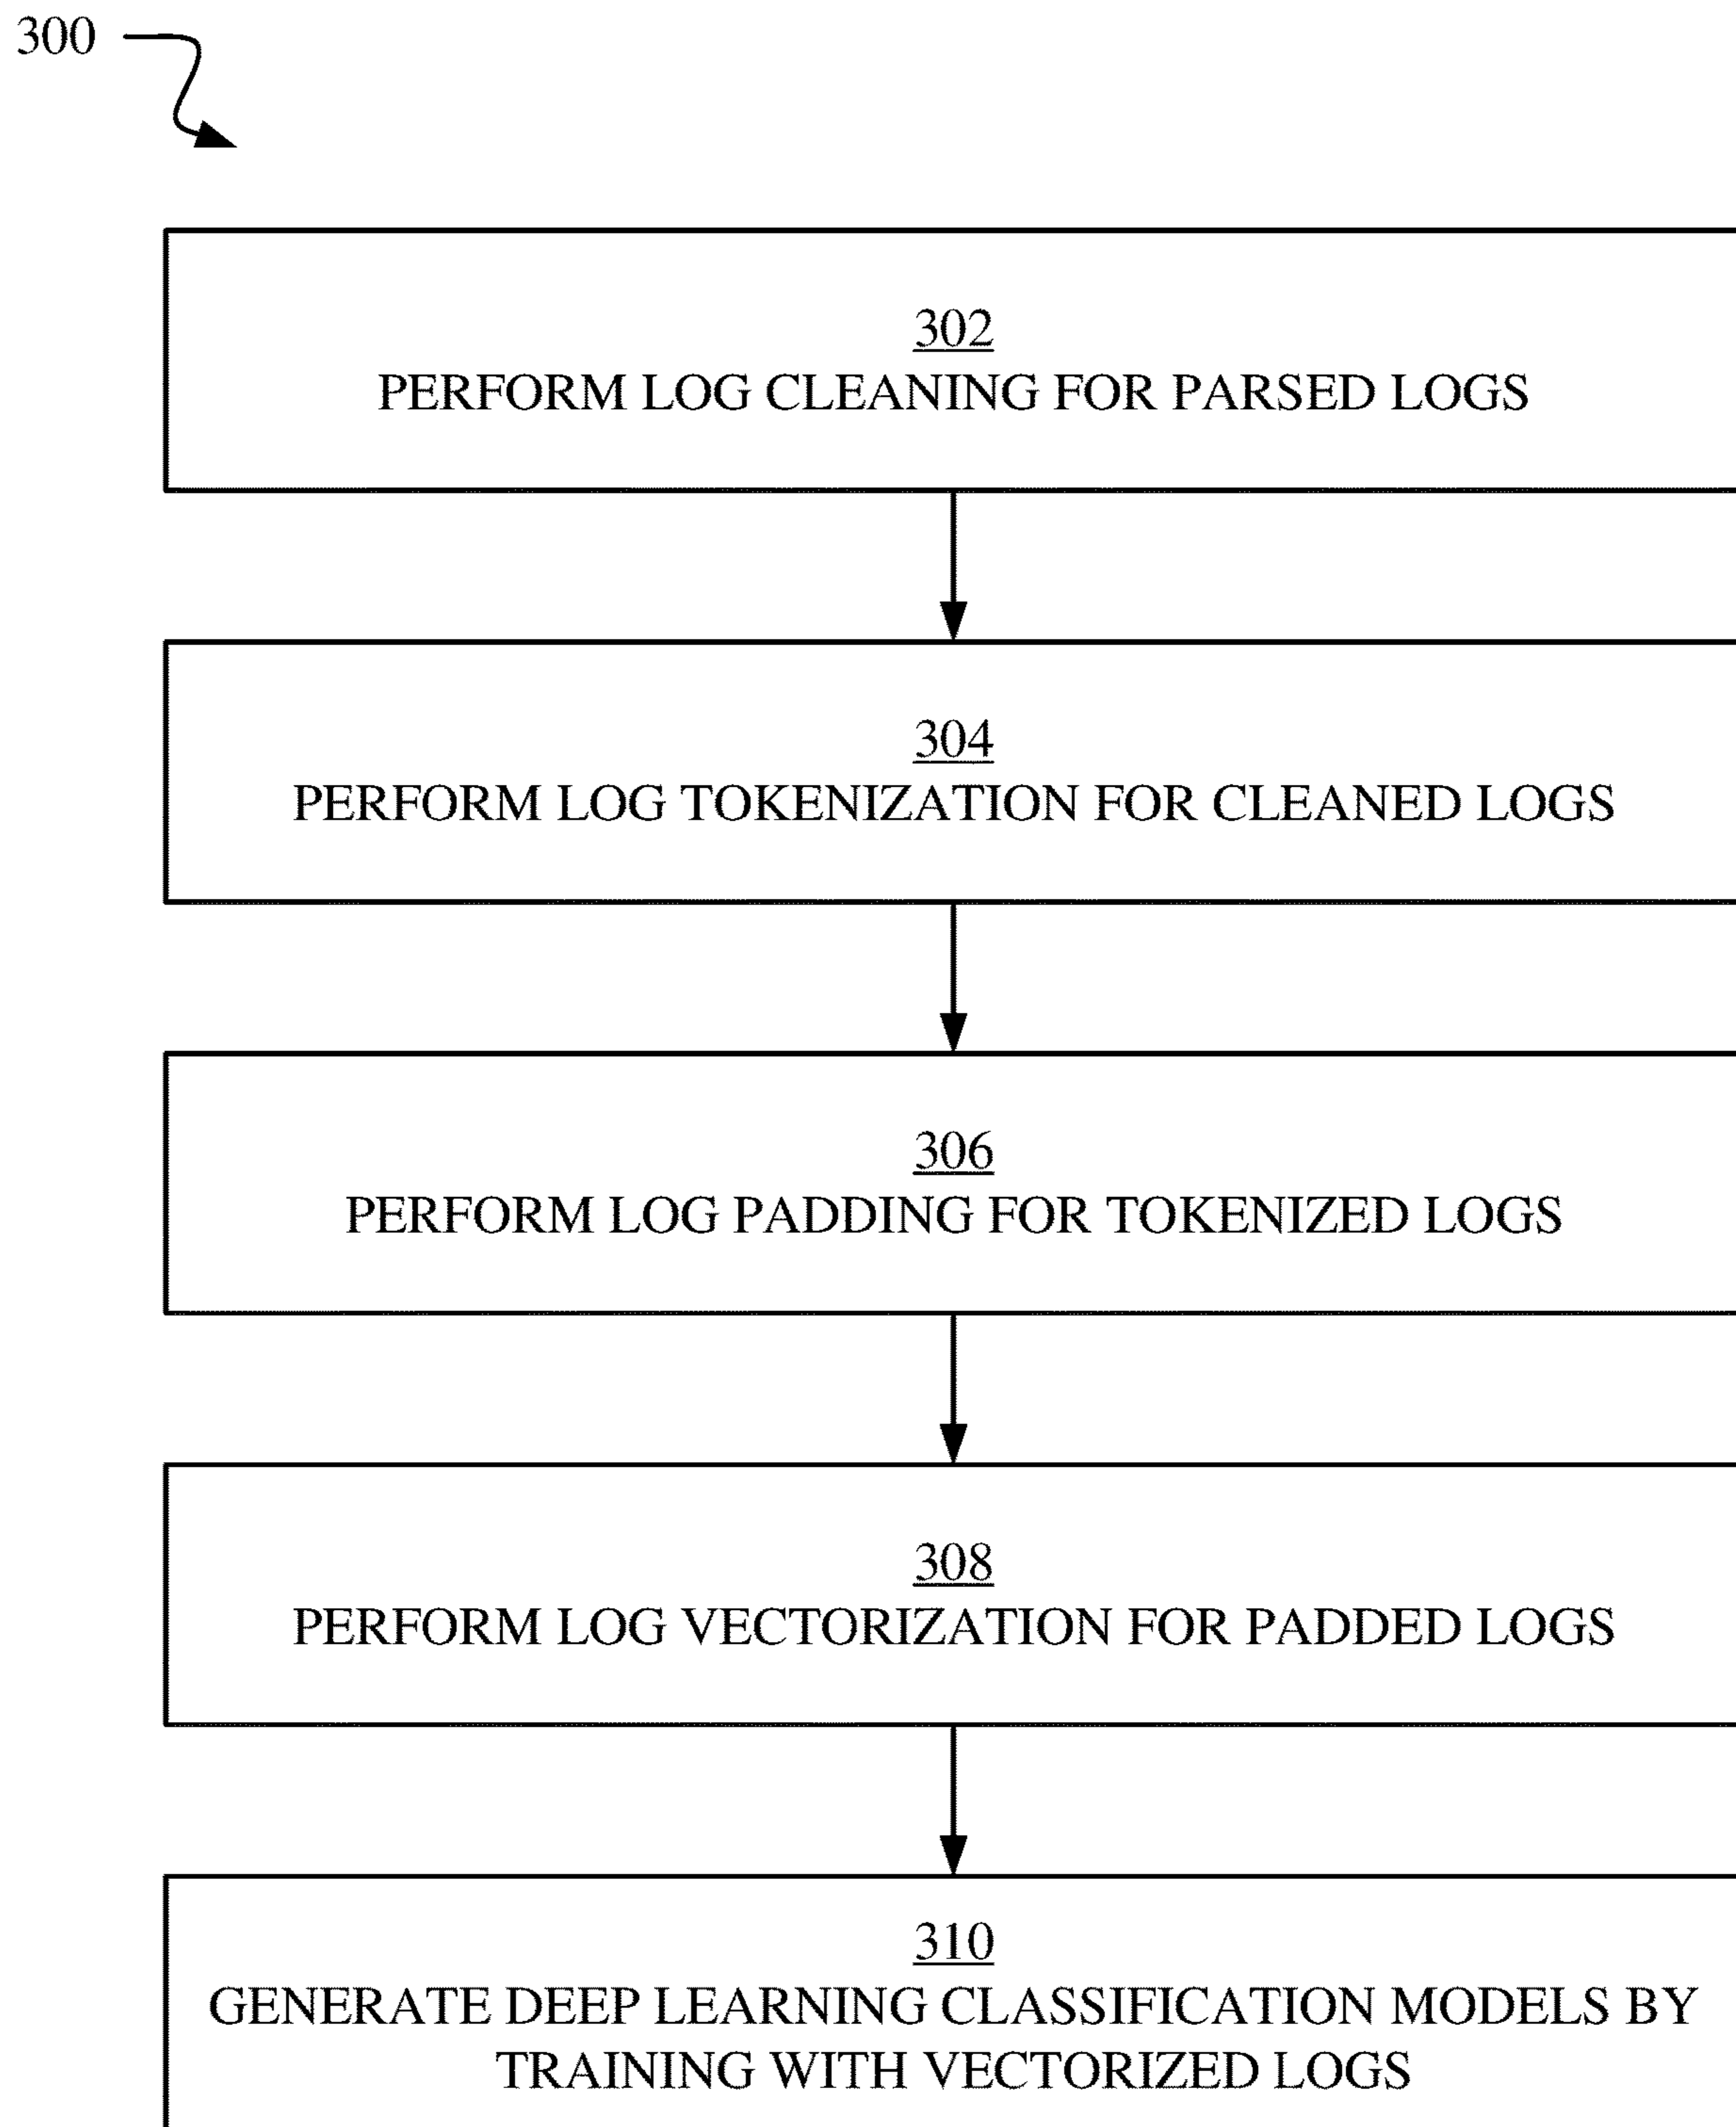 300
302
PERFORM LOG CLEANING FOR PARSED LOGS
304
PERFORM LOG TOKENIZATION FOR CLEANED LOGS
306
PERFORM LOG PADDING FOR TOKENIZED LOGS
308
PERFORM LOG VECTORIZATION FOR PADDED LOGS
310
GENERATE DEEP LEARNING CLASSIFICATION MODELS BY
TRAINING WITH VECTORIZED LOGS